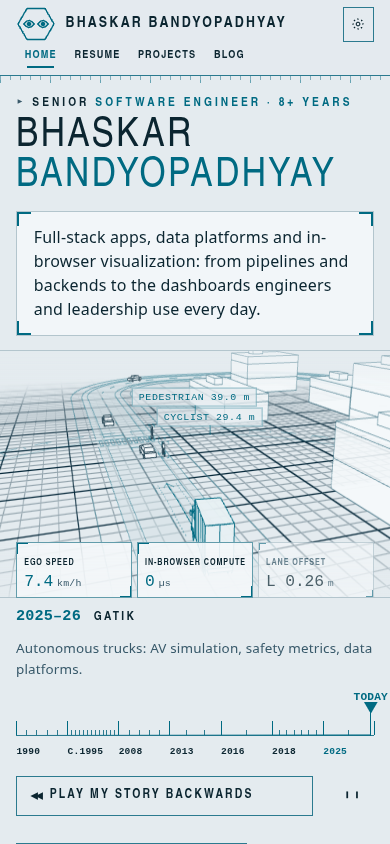 BHASKAR BANDYOPADHYAY
HOME RESUME PROJECTS BLOG
SENIOR SOFTWARE ENGINEER · 8+ YEARS
BHASKAR
BANDYOPADHYAY
Full-stack apps, data platforms and in-
browser visualization: from pipelines and
backends to the dashboards engineers
and leadership use every day.
PEDESTRIAN 39.0 m
CYCLIST 29.4 m
EGO SPEED
7.4 km/h
IN-BROWSER COMPUTE
0 µs
LANE OFFSET
L 0.26 m
2025–26 GATIK
Autonomous trucks: AV simulation, safety metrics, data
platforms.
TODAY
1990 C.1995 2008 2013 2016 2018 2025
PLAY MY STORY BACKWARDS